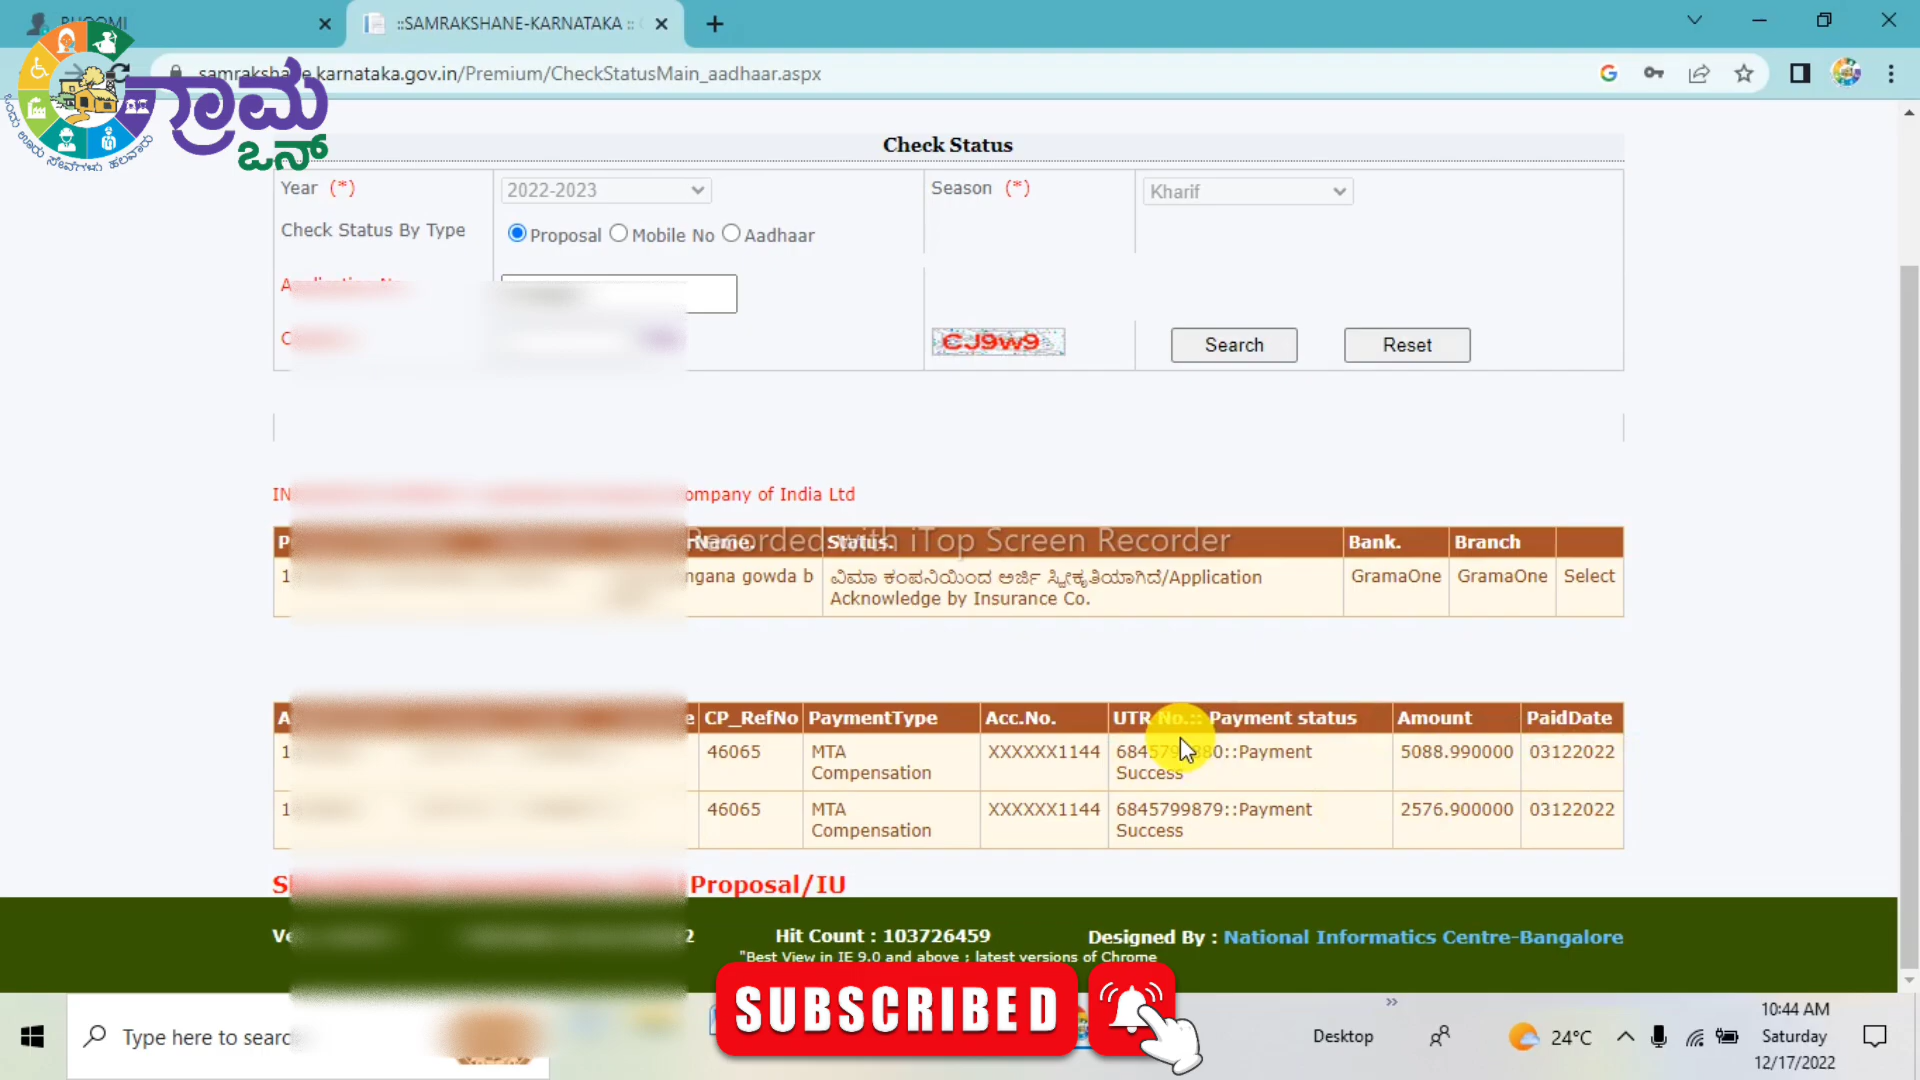 ::SAMRAKSHANE-KARNATAKA ::
karnataka.gov.in/Premium/CheckStatusMain_aadhaar.aspx
ಗ್ರಾಮ
ಒನ್
Check Status
Year (*)
2022-2023
Season (*)
Kharif
Check Status By Type
Proposal
Mobile No
Aadhaar
CJ9w9
Search
Reset
ompany of India Ltd
Recorded with iTop Screen Recorder
Name. Status. Bank. Branch
ngana gowda b
ವಿಮಾ ಕಂಪನಿಯಿಂದ ಅರ್ಜಿ ಸ್ವೀಕೃತಿಯಾಗಿದೆ/Application
Acknowledge by Insurance Co.
GramaOne GramaOne Select
CP_RefNo PaymentType Acc.No. UTR No.:: Payment status Amount PaidDate
46065 MTA XXXXXX1144 Payment 5088.990000 03122022
Compensation Success
46065 MTA XXXXXX1144 6845799879::Payment 2576.900000 03122022
Compensation Success
Proposal/IU
Hit Count : 103726459
Designed By : National Informatics Centre-Bangalore
"Best View in IE 9.0 and above ; latest versions of Chrome
SUBSCRIBED
Type here to searc
Desktop
24°C
10:44 AM
Saturday
12/17/2022